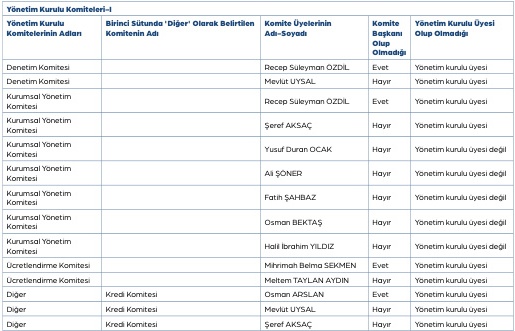 Yönetim Kurulu Komiteleri-I
Yönetim Kurulu Komitelerinin Adları | Birinci Sütunda 'Diğer' Olarak Belirtilen Komitenin Adı | Komite Üyelerinin Adı-Soyadı | Komite Başkanı Olup Olmadığı | Yönetim Kurulu Üyesi Olup Olmadığı
Denetim Komitesi | | Recep Süleyman ÖZDİL | Evet | Yönetim kurulu üyesi
Denetim Komitesi | | Mevlüt UYSAL | Hayır | Yönetim kurulu üyesi
Kurumsal Yönetim Komitesi | | Recep Süleyman ÖZDİL | Evet | Yönetim kurulu üyesi
Kurumsal Yönetim Komitesi | | Şeref AKSAÇ | Hayır | Yönetim kurulu üyesi
Kurumsal Yönetim Komitesi | | Yusuf Duran OCAK | Hayır | Yönetim kurulu üyesi değil
Kurumsal Yönetim Komitesi | | Ali ŞÖNER | Hayır | Yönetim kurulu üyesi değil
Kurumsal Yönetim Komitesi | | Fatih ŞAHBAZ | Hayır | Yönetim kurulu üyesi değil
Kurumsal Yönetim Komitesi | | Osman BEKTAŞ | Hayır | Yönetim kurulu üyesi değil
Kurumsal Yönetim Komitesi | | Halil İbrahim YILDIZ | Hayır | Yönetim kurulu üyesi değil
Ücretlendirme Komitesi | | Mihrimah Belma SEKMEN | Evet | Yönetim kurulu üyesi
Ücretlendirme Komitesi | | Meltem TAYLAN AYDIN | Hayır | Yönetim kurulu üyesi
Diğer | Kredi Komitesi | Osman ARSLAN | Evet | Yönetim kurulu üyesi
Diğer | Kredi Komitesi | Mevlüt UYSAL | Hayır | Yönetim kurulu üyesi
Diğer | Kredi Komitesi | Şeref AKSAÇ | Hayır | Yönetim kurulu üyesi